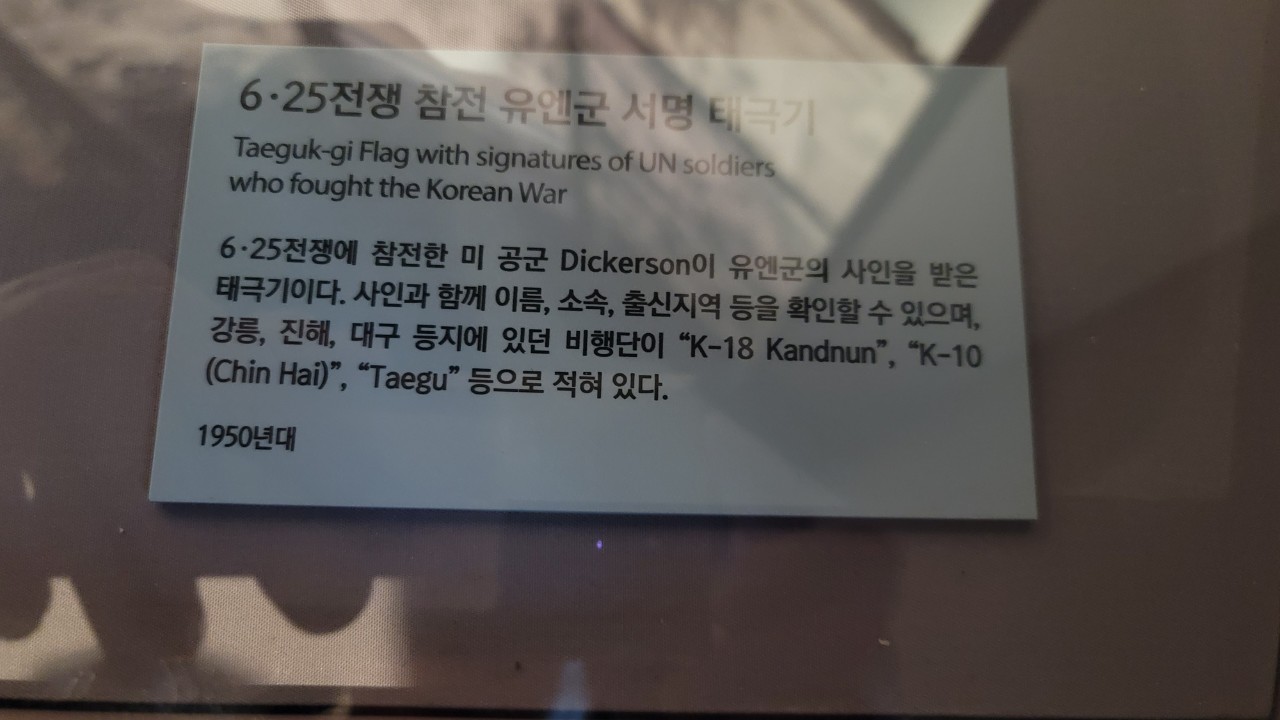 6·25전쟁 참전 유엔군 서명 태극기
Taeguk-gi Flag with signatures of UN soldiers
who fought the Korean War
6·25전쟁에 참전한 미 공군 Dickerson이 유엔군의 사인을 받은
태극기이다. 사인과 함께 이름, 소속, 출신지역 등을 확인할 수 있으며,
강릉, 진해, 대구 등지에 있던 비행단이 “K-18 Kandnun”, “K-10
(Chin Hai)”, “Taegu” 등으로 적혀 있다.
1950년대